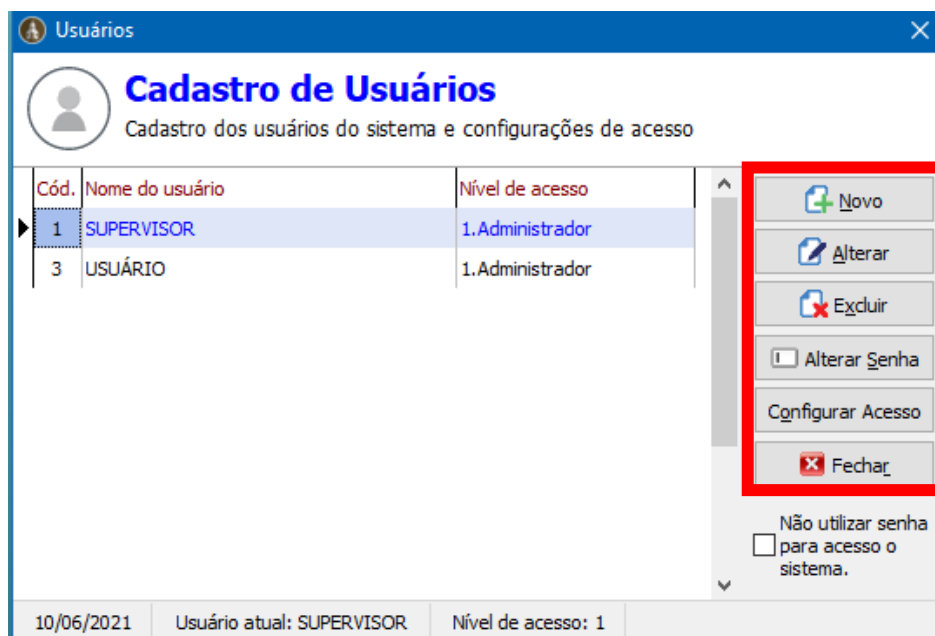 Usuários
Cadastro de Usuários
Cadastro dos usuários do sistema e configurações de acesso
Cód. Nome do usuário Nível de acesso
1 SUPERVISOR 1.Administrador
3 USUÁRIO 1.Administrador
Novo
Alterar
Excluir
Alterar Senha
Configurar Acesso
Fechar
Não utilizar senha
para acesso o
sistema.
10/06/2021 Usuário atual: SUPERVISOR Nível de acesso: 1